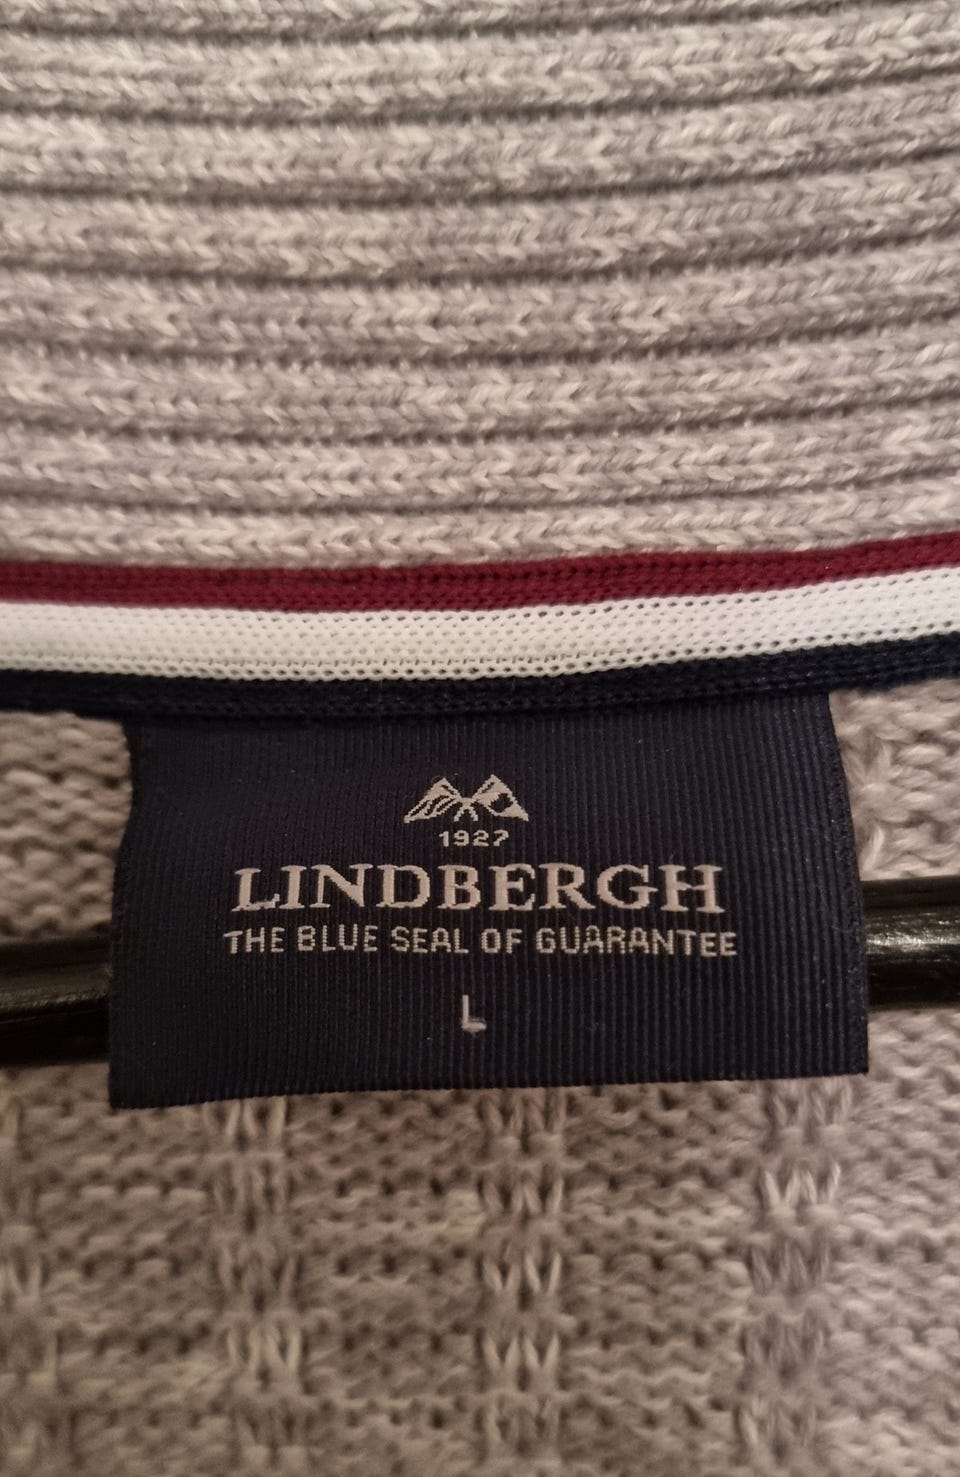 1927
LINDBERGH
THE BLUE SEAL OF GUARANTEE
L